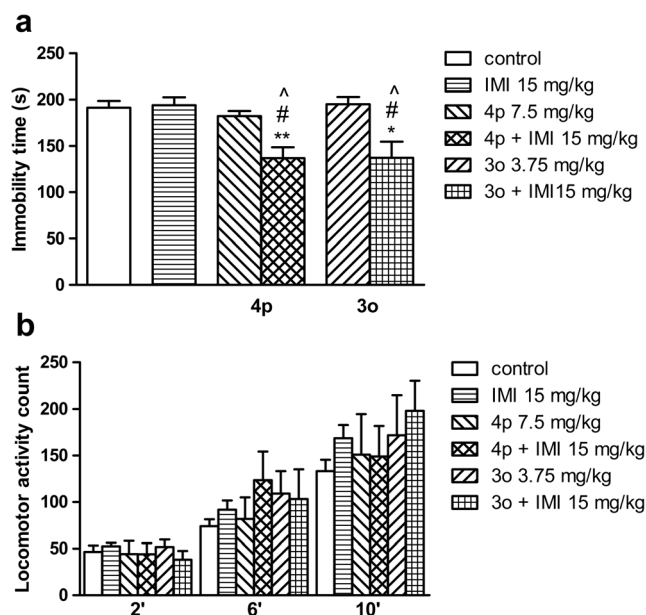 a
Immobility time (s)
250
200
150
100
50
0
^
#
**
^
#
*
4p
3o
control
IMI 15 mg/kg
4p 7.5 mg/kg
4p + IMI 15 mg/kg
3o 3.75 mg/kg
3o + IMI15 mg/kg
b
Locomotor activity count
250
200
150
100
50
0
2'
6'
10'
control
IMI 15 mg/kg
4p 7.5 mg/kg
4p + IMI 15 mg/kg
3o 3.75 mg/kg
3o + IMI 15 mg/kg